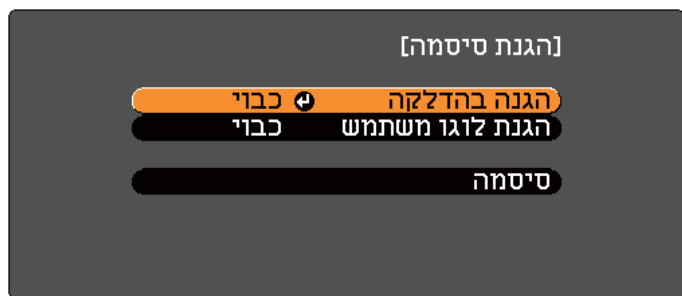 [הגנת סיסמה]
הגנה בהדלקה כבוי
הגנת לוגו משתמש כבוי
סיסמה